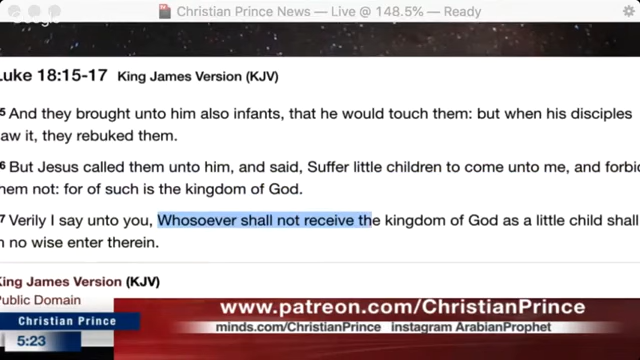 Christian Prince News — Live @ 148.5% — Ready
Luke 18:15-17 King James Version (KJV)
5 And they brought unto him also infants, that he would touch them: but when his disciples
aw it, they rebuked them.
6 But Jesus called them unto him, and said, Suffer little children to come unto me, and forbid
hem not: for of such is the kingdom of God.
7 Verily I say unto you, Whosoever shall not receive the kingdom of God as a little child shall
n no wise enter therein.
King James Version (KJV)
Public Domain
www.patreon.com/ChristianPrince
Christian Prince
minds.com/ChristianPrince instagram ArabianProphet
5:23